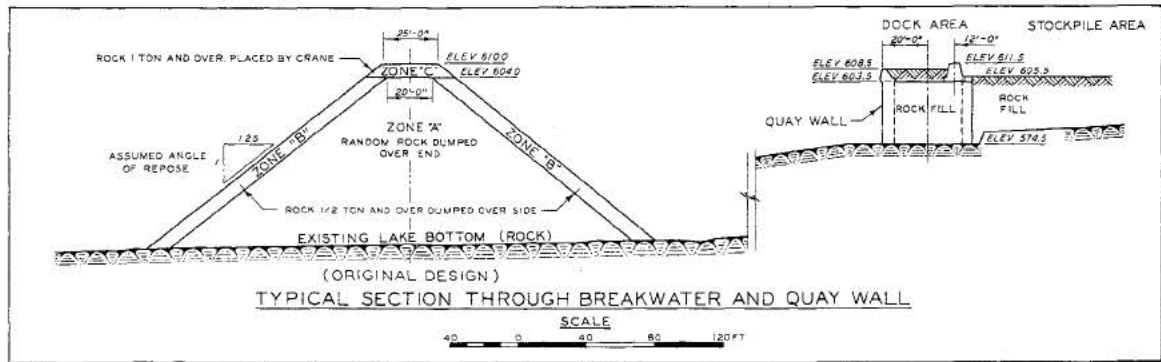 DOCK AREA
STOCKPILE AREA
25'-0"
20'-0"
12'-0"
ROCK 1 TON AND OVER, PLACED BY CRANE
ELEV 610.0
ZONE "C"
ELEV 604.0
20'-0"
ELEV 608.5
ELEV 611.5
ELEV 603.5
ELEV 605.5
ZONE "A"
RANDOM ROCK DUMPED
OVER END
QUAY WALL
ROCK FILL
ROCK
FILL
ELEV 574.5
1.25
1
ASSUMED ANGLE
OF REPOSE
ZONE "B"
ZONE "B"
ROCK 1/2 TON AND OVER DUMPED OVER SIDE
EXISTING LAKE BOTTOM (ROCK)
(ORIGINAL DESIGN)
TYPICAL SECTION THROUGH BREAKWATER AND QUAY WALL
SCALE
40 0 40 80 120 FT